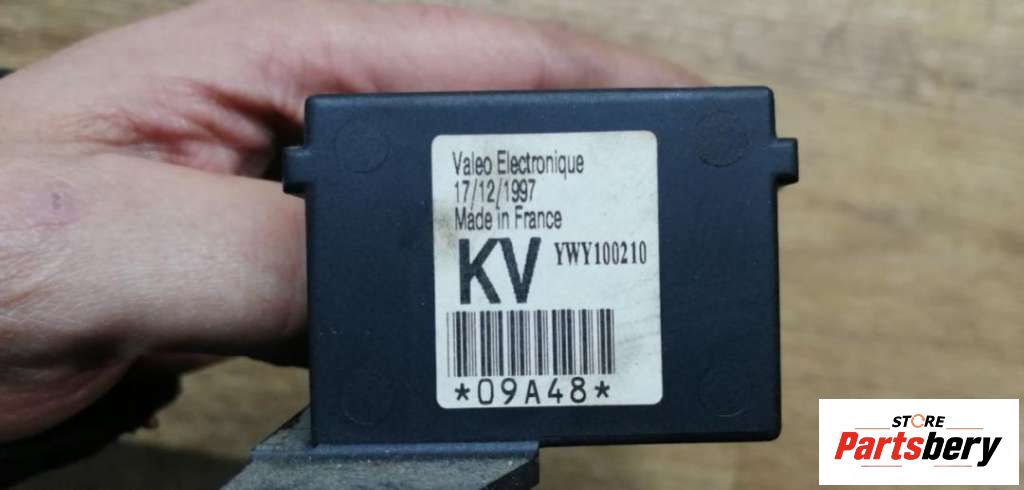 Valeo Electronique
17/12/1997
Made in France
KV YWY100210
*09A48*
STORE
Partsbery